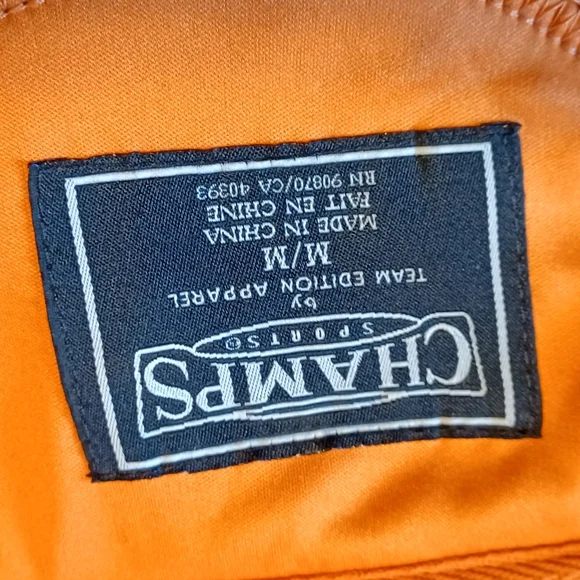 CHAMPS
SPORTS®
by
TEAM EDITION APPAREL
M/M
MADE IN CHINA
FAIT EN CHINE
RN 90870/CA 40393